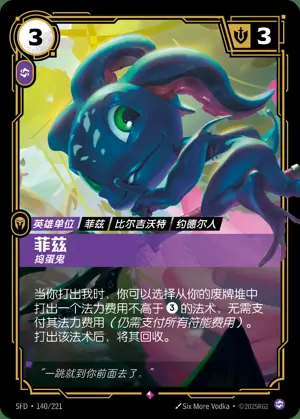 3
3
英雄单位 菲兹 比尔吉沃特 约德尔人
菲兹
捣蛋鬼
当你打出我时，你可以选择从你的废牌堆中
打出一个法力费用不高于 3 的法术，无需支
付其法力费用（仍需支付所有符能费用）。
打出该法术后，将其回收。
“一跳就到你前面去了。”
SFD • 140/221
Six More Vodka ©2025RGI